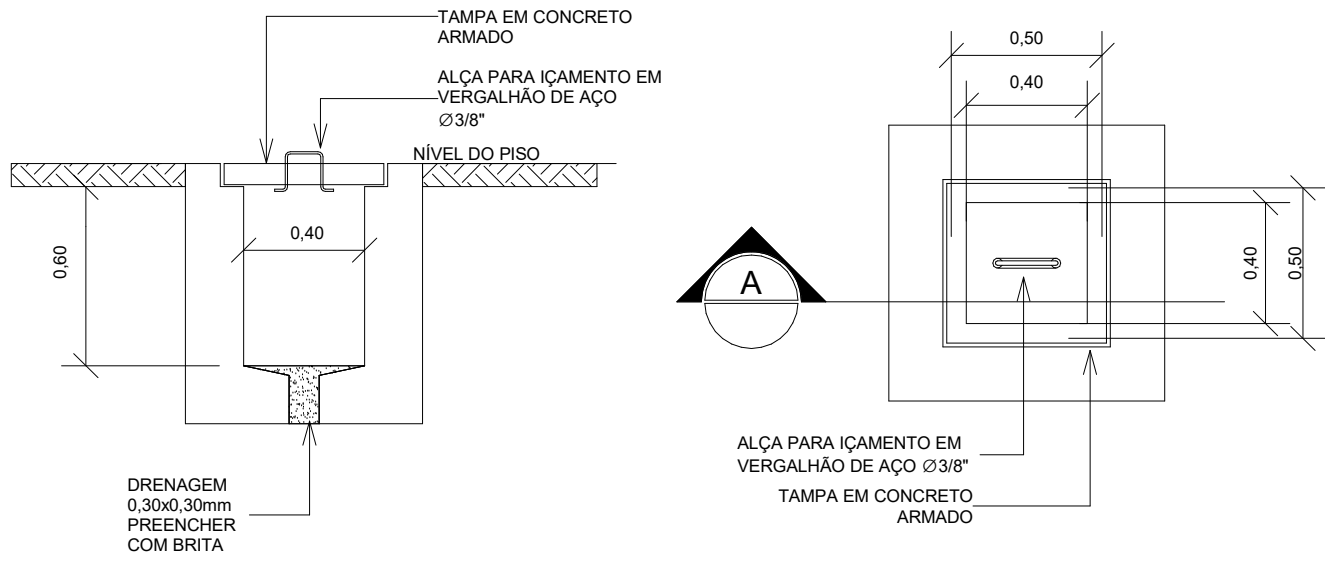 TAMPA EM CONCRETO
ARMADO
ALÇA PARA IÇAMENTO EM
VERGALHÃO DE AÇO
Ø3/8"
NÍVEL DO PISO
0,60
0,40
DRENAGEM
0,30x0,30mm
PREENCHER
COM BRITA
0,50
0,40
A
0,40
0,50
ALÇA PARA IÇAMENTO EM
VERGALHÃO DE AÇO Ø3/8"
TAMPA EM CONCRETO
ARMADO